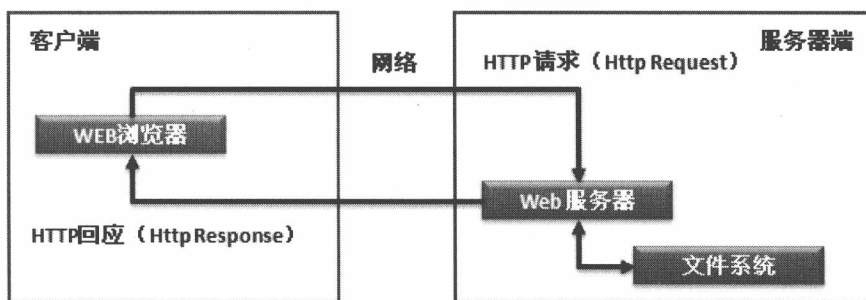 客户端
网络
服务器端
HTTP请求（Http Request）
WEB浏览器
Web服务器
HTTP回应（Http Response）
文件系统